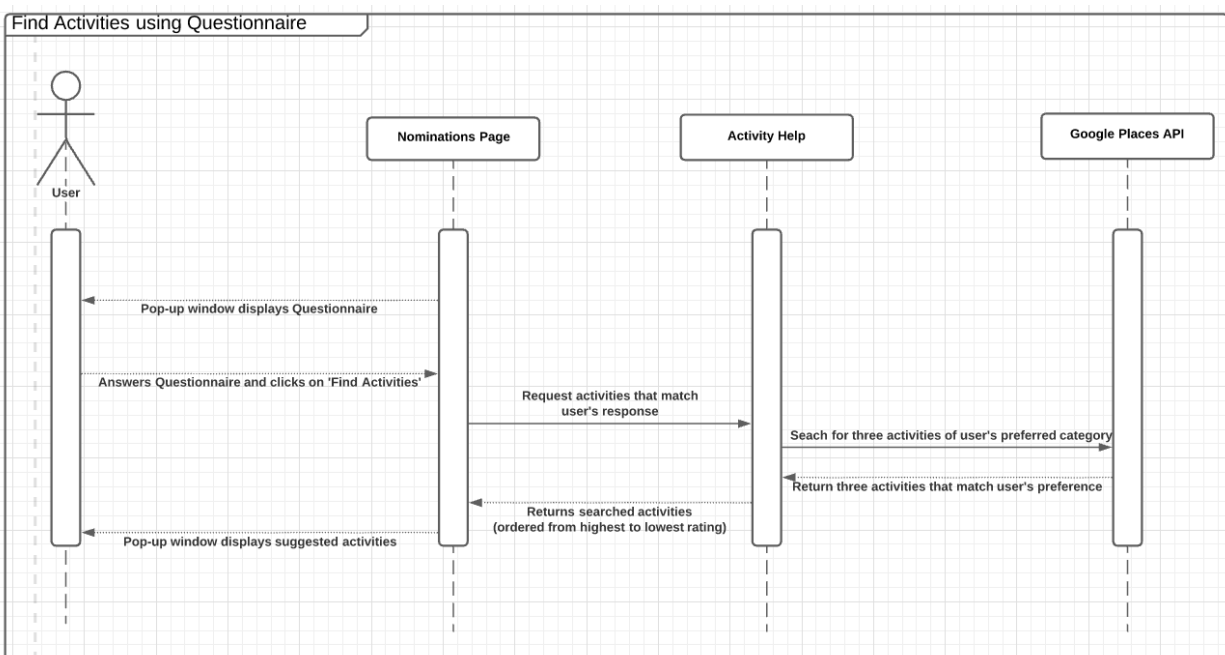 Find Activities using Questionnaire
Nominations Page
Activity Help
Google Places API
User
Pop-up window displays Questionnaire
Answers Questionnaire and clicks on 'Find Activities'
Request activities that match
user's response
Seach for three activities of user's preferred category
Return three activities that match user's preference
Returns searched activities
(ordered from highest to lowest rating)
Pop-up window displays suggested activities